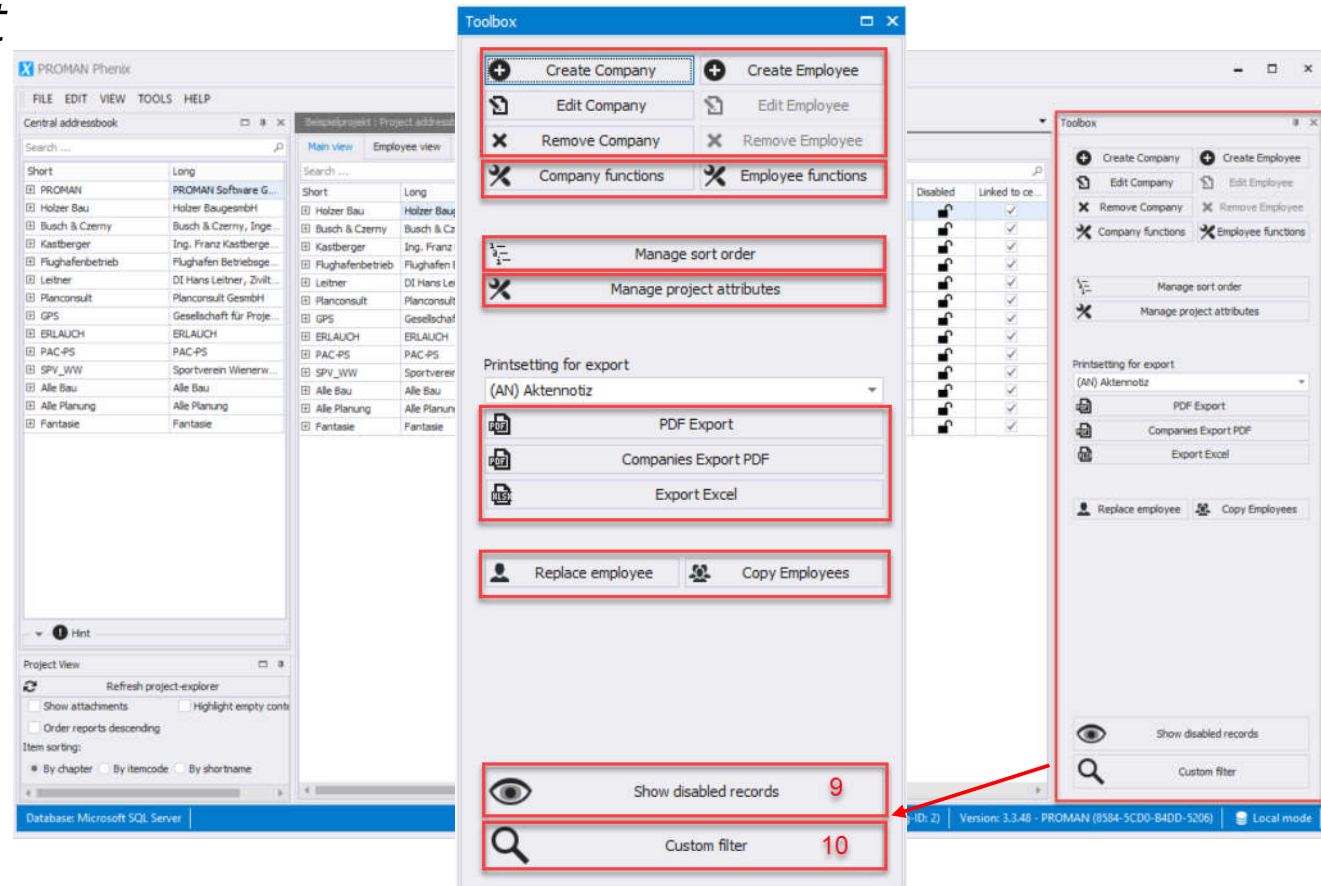 Toolbox
Create Company
Create Employee
Edit Company
Edit Employee
Remove Company
Remove Employee
Company functions
Employee functions
Manage sort order
Manage project attributes
Printsetting for export
(AN) Aktennotiz
PDF Export
Companies Export PDF
Export Excel
Replace employee
Copy Employees
Show disabled records 9
Custom filter 10
PROMAN Phenix
FILE EDIT VIEW TOOLS HELP
Central addressbook
Search ...
Short Long
PROMAN PROMAN Software G...
Holzer Bau Holzer BaugesmbH
Busch & Czerny Busch & Czerny, Inge...
Kastberger Ing. Franz Kastberge...
Flughafenbetrieb Flughafen Betriebsge...
Leitner DI Hans Leitner, Zivilt...
Planconsult Planconsult GesmbH
GPS Gesellschaft für Proje...
ERLAUCH ERLAUCH
PAC-PS PAC-PS
SPV_WW Sportverein Wienerw...
Alle Bau Alle Bau
Alle Planung Alle Planung
Fantasie Fantasie
Hint
Project View
Refresh project-explorer
Show attachments Highlight empty
Order reports descending
Item sorting:
By chapter By itemcode By shortname
Database: Microsoft SQL Server
Beispielprojekt : Project
Main view Employee view
Search ...
Short Long
Holzer Bau Holzer
Busch & Czerny Busch &
Kastberger Ing. Franz
Flughafenbetrieb Flughafen
Leitner DI Hans
Planconsult Planconsult
GPS
ERLAUCH ERLAUCH
PAC-PS PAC-PS
SPV_WW
Alle Bau Alle Bau
Alle Planung Alle
Fantasie Fantasie
Disabled Linked to ce...
-ID: 2) Version: 3.3.48 - PROMAN (8584-5CD0-B4DD-5206) Local mode
Toolbox
Create Company Create Employee
Edit Company Edit Employee
Remove Company Remove Employee
Company functions Employee functions
Manage sort order
Manage project attributes
Printsetting for export
(AN) Aktennotiz
PDF Export
Companies Export PDF
Export Excel
Replace employee Copy Employees
Show disabled records
Custom filter